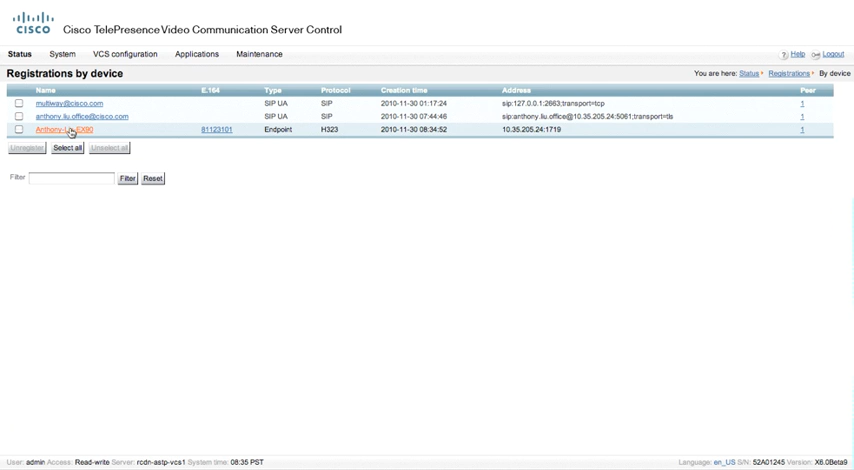 CISCO Cisco TelePresence Video Communication Server Control
Status System VCS configuration Applications Maintenance Help Logout
Registrations by device You are here: Status Registrations By device
Name E.164 Type Protocol Creation time Address Peer
multiway@cisco.com SIP UA SIP 2010-11-30 01:17:24 sip:127.0.0.1:2663;transport=tcp 1
anthony.liu.office@cisco.com SIP UA SIP 2010-11-30 07:44:46 sip:anthony.liu.office@10.35.205.24:5061;transport=tls 1
81123101 Endpoint H323 2010-11-30 08:34:52 10.35.205.24:1719 1
Unregister Select all Unselect all
Filter Filter Reset
User: admin Access: Read-write Server: rcdn-astp-vcs1 System time: 08:35 PST Language: en_US S/N: 52A01245 Version: X6.0Beta9